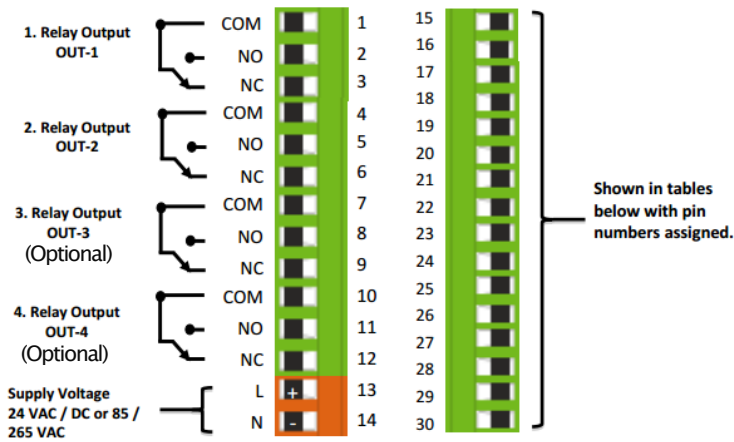 1. Relay Output
OUT-1
COM 1
NO 2
NC 3
2. Relay Output
OUT-2
COM 4
NO 5
NC 6
3. Relay Output
OUT-3
(Optional)
COM 7
NO 8
NC 9
4. Relay Output
OUT-4
(Optional)
COM 10
NO 11
NC 12
Supply Voltage
24 VAC / DC or 85 /
265 VAC
L + 13
N - 14
15
16
17
18
19
20
21
22
23
24
25
26
27
28
29
30
Shown in tables
below with pin
numbers assigned.